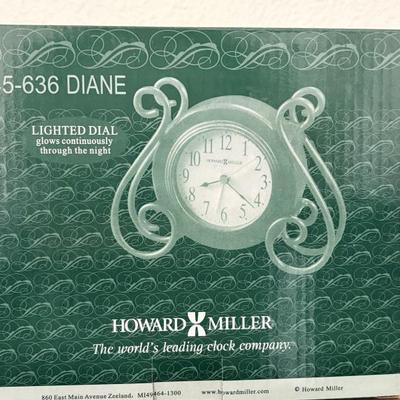 5-636 DIANE
LIGHTED DIAL
glows continuously
through the night
12
11 1
10 2
HOWARD MILLER
9 3
8 4
7 5
6
HOWARD MILLER
The world's leading clock company.
860 East Main Avenue Zeeland, MI49464-1300 www.howardmiller.com © Howard Miller